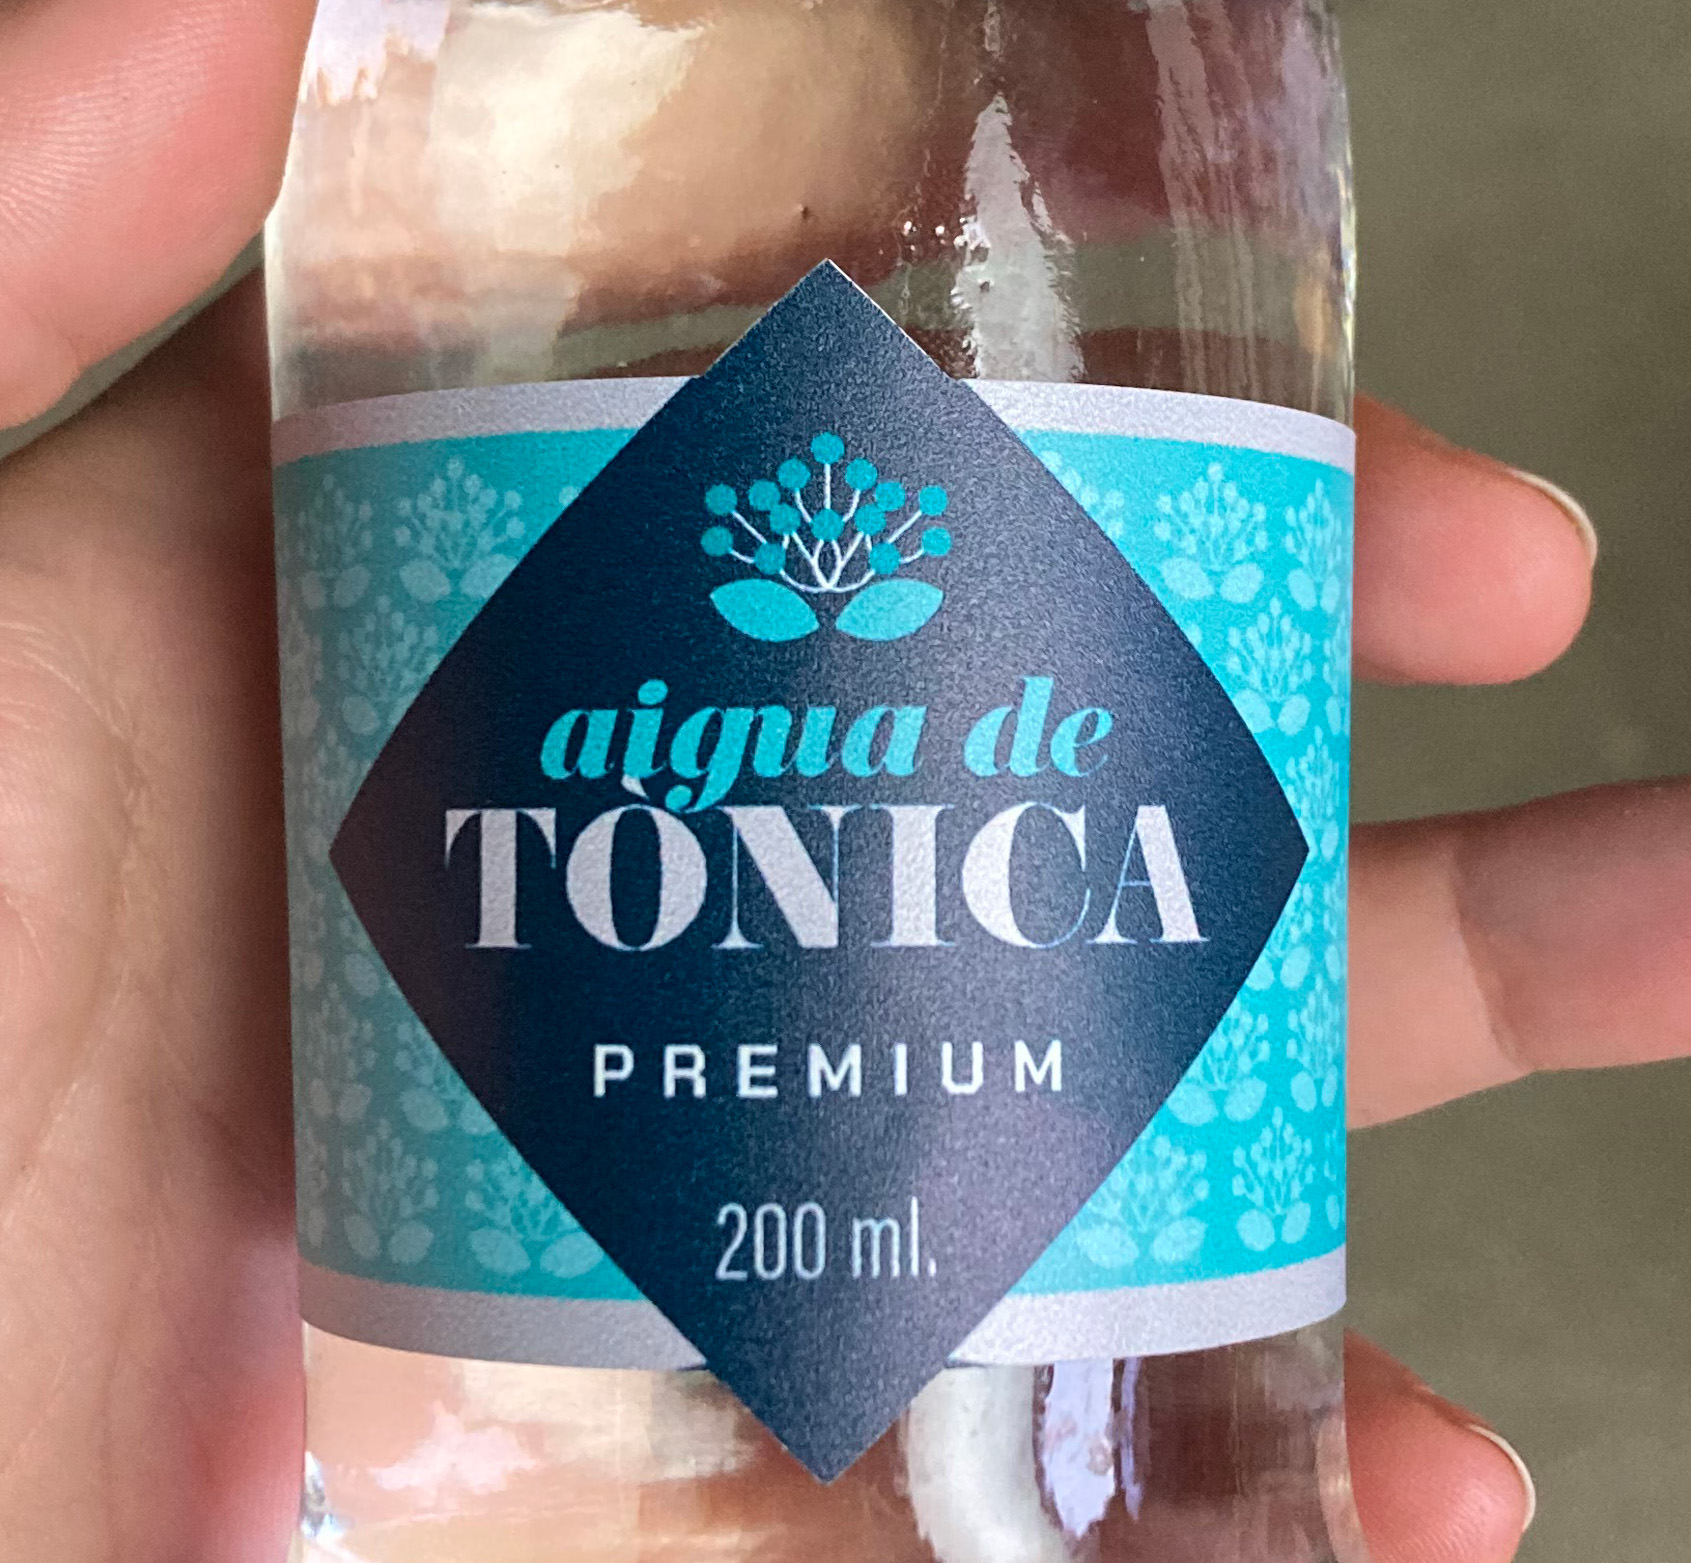 aigua de
TÒNICA
PREMIUM
200 ml.